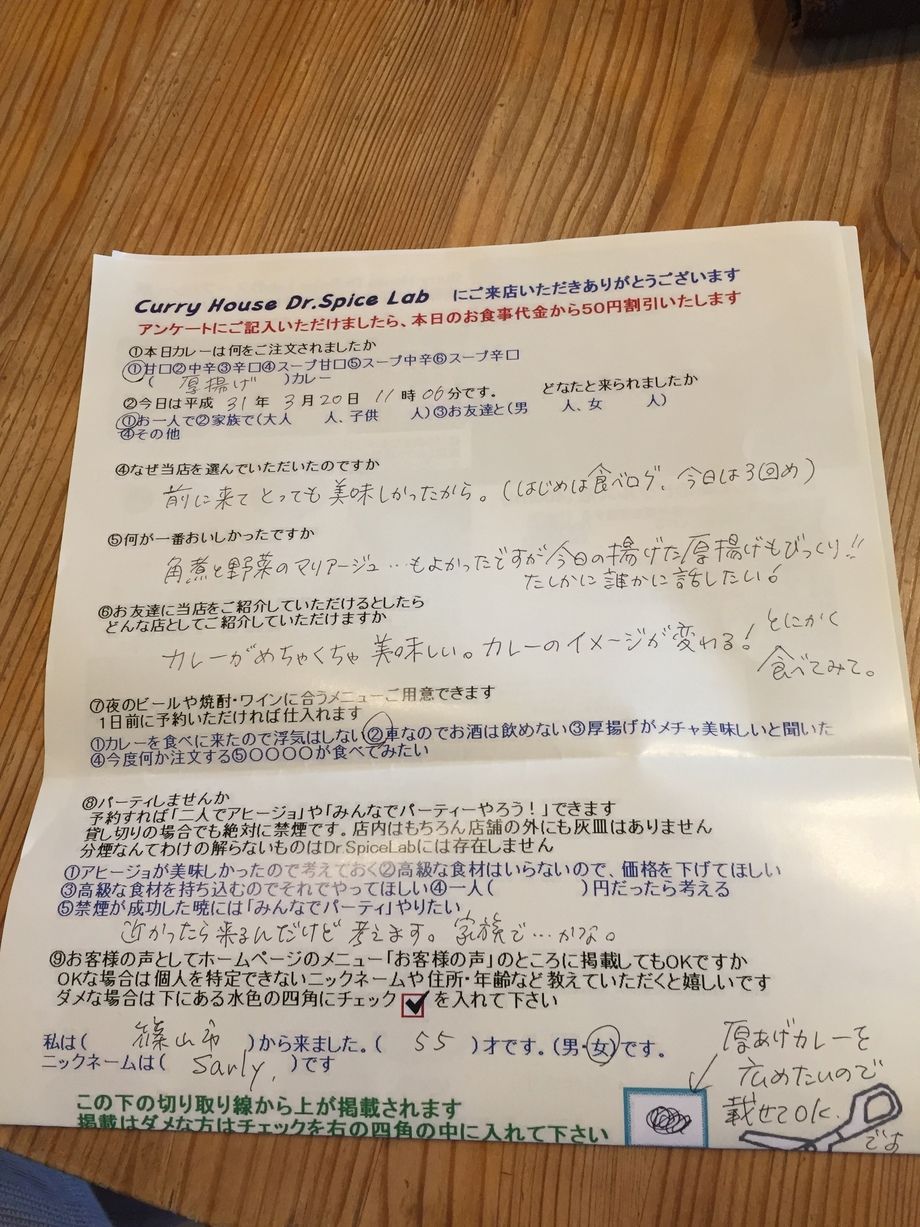 Curry House Dr.Spice Lab にご来店いただきありがとうございます
アンケートにご記入いただけましたら、本日のお食事代金から50円割引いたします
①本日カレーは何をご注文されましたか
①甘口②中辛③辛口④スープ甘口⑤スープ中辛⑥スープ辛口
( 厚揚げ )カレー
②今日は平成 31 年 3 月 20 日 11 時 06 分です。 どなたと来られましたか
①お一人で②家族で(大人 人、子供 人)③お友達と(男 人、女 人)
④その他
④なぜ当店を選んでいただいたのですか
前に来てとっても美味しかったから。(はじめは食べログ、今日は3回め)
⑤何が一番おいしかったですか
角煮と野菜のマリアージュ…もよかったですが今日の揚げた厚揚げもびっくり!!
たしかに誰かに話したい!
⑥お友達に当店をご紹介していただけるとしたら
どんな店としてご紹介していただけますか
カレーがめちゃくちゃ美味しい。カレーのイメージが変わる! とにかく
食べてみて。
⑦夜のビールや焼酎・ワインに合うメニューご用意できます
1日前に予約いただければ仕入れます
①カレーを食べに来たので浮気はしない②車なのでお酒は飲めない③厚揚げがメチャ美味しいと聞いた
④今度何か注文する⑤〇〇〇〇が食べてみたい
⑧パーティしませんか
予約すれば「二人でアヒージョ」や「みんなでパーティーやろう!」できます
貸し切りの場合でも絶対に禁煙です。店内はもちろん店舗の外にも灰皿はありません
分煙なんてわけの解らないものはDr.SpiceLabには存在しません
①アヒージョが美味しかったので考えておく②高級な食材はいらないので、価格を下げてほしい
③高級な食材を持ち込むのでそれでやってほしい④一人( )円だったら考える
⑤禁煙が成功した暁には「みんなでパーティ」やりたい
近かったら来るんだけど考えます。家族で…かな。
⑨お客様の声としてホームページのメニュー「お客様の声」のところに掲載してもOKですか
OKな場合は個人を特定できないニックネームや住所・年齢など教えていただくと嬉しいです
ダメな場合は下にある水色の四角にチェック を入れて下さい
私は( 篠山市 )から来ました。( 55 )才です。(男・女)です。
ニックネームは( Sarly. )です
厚あげカレーを
広めたいので
載せてOK.
です
この下の切り取り線から上が掲載されます
掲載はダメな方はチェックを右の四角の中に入れて下さい